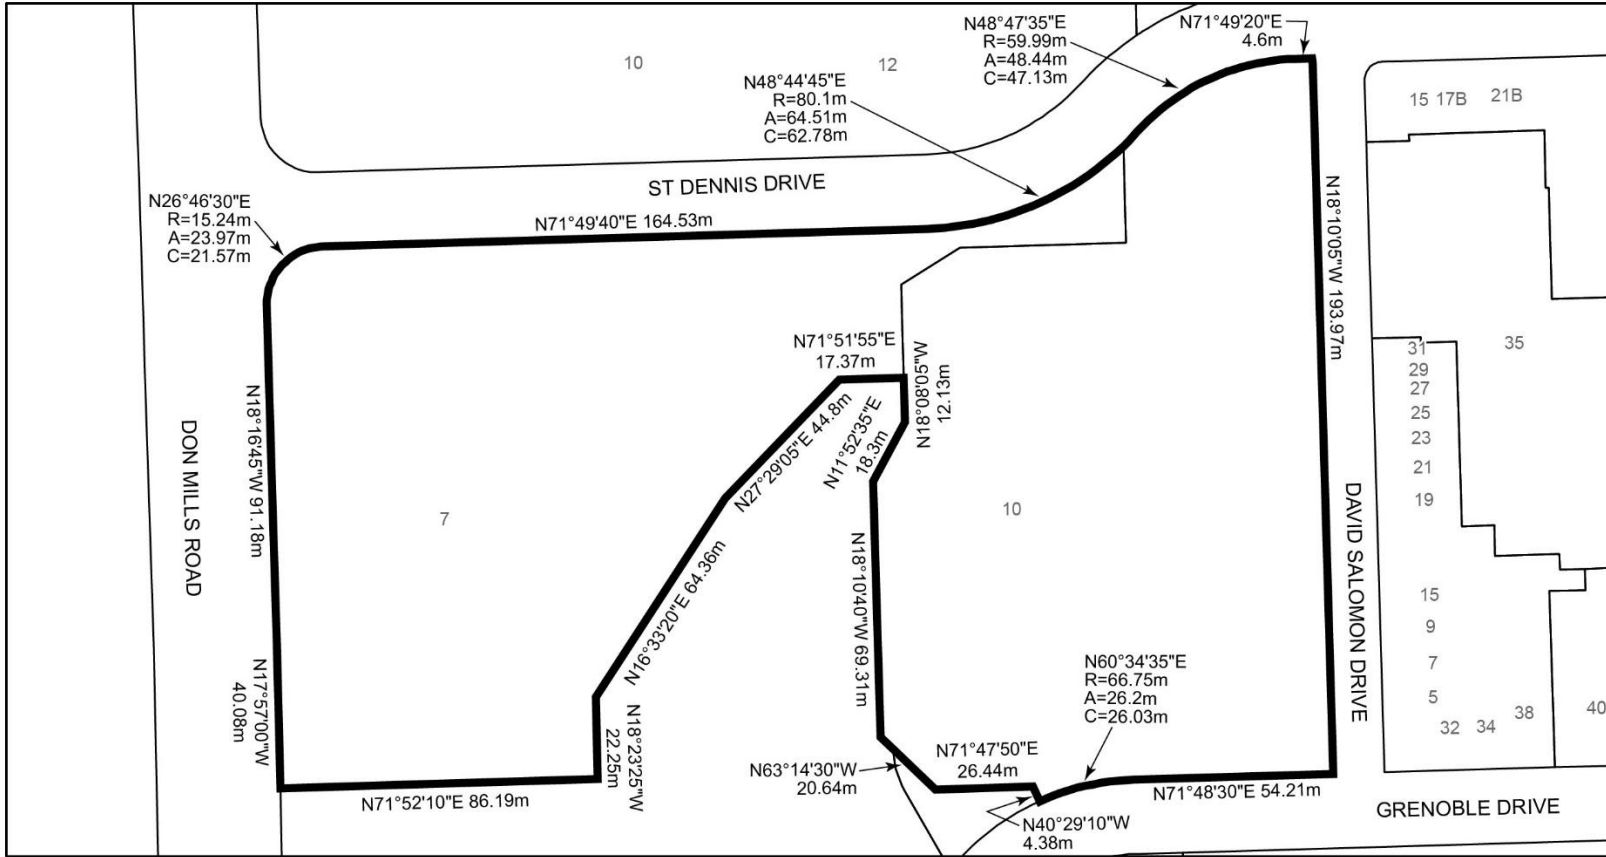 N48°47'35"E
R=59.99m
A=48.44m
C=47.13m
N71°49'20"E
4.6m
10
12
N48°44'45"E
R=80.1m
A=64.51m
C=62.78m
15 17B 21B
ST DENNIS DRIVE
N26°46'30"E
R=15.24m
A=23.97m
C=21.57m
N71°49'40"E 164.53m
N18°10'05"W 193.97m
N71°51'55"E
17.37m
N18°08'05"W
12.13m
N11°52'35"E
18.3m
N27°29'05"E 44.8m
N18°16'45"W 91.18m
DON MILLS ROAD
7
10
N16°33'20"E 64.36m
N18°10'40"W 69.31m
DAVID SALOMON DRIVE
31
29
27
25
23
21
19
35
15
9
7
5
32 34 38 40
N17°57'00"W
40.08m
N18°23'25"W
22.25m
N60°34'35"E
R=66.75m
A=26.2m
C=26.03m
N63°14'30"W
20.64m
N71°47'50"E
26.44m
N71°52'10"E 86.19m
N71°48'30"E 54.21m
GRENOBLE DRIVE
N40°29'10"W
4.38m